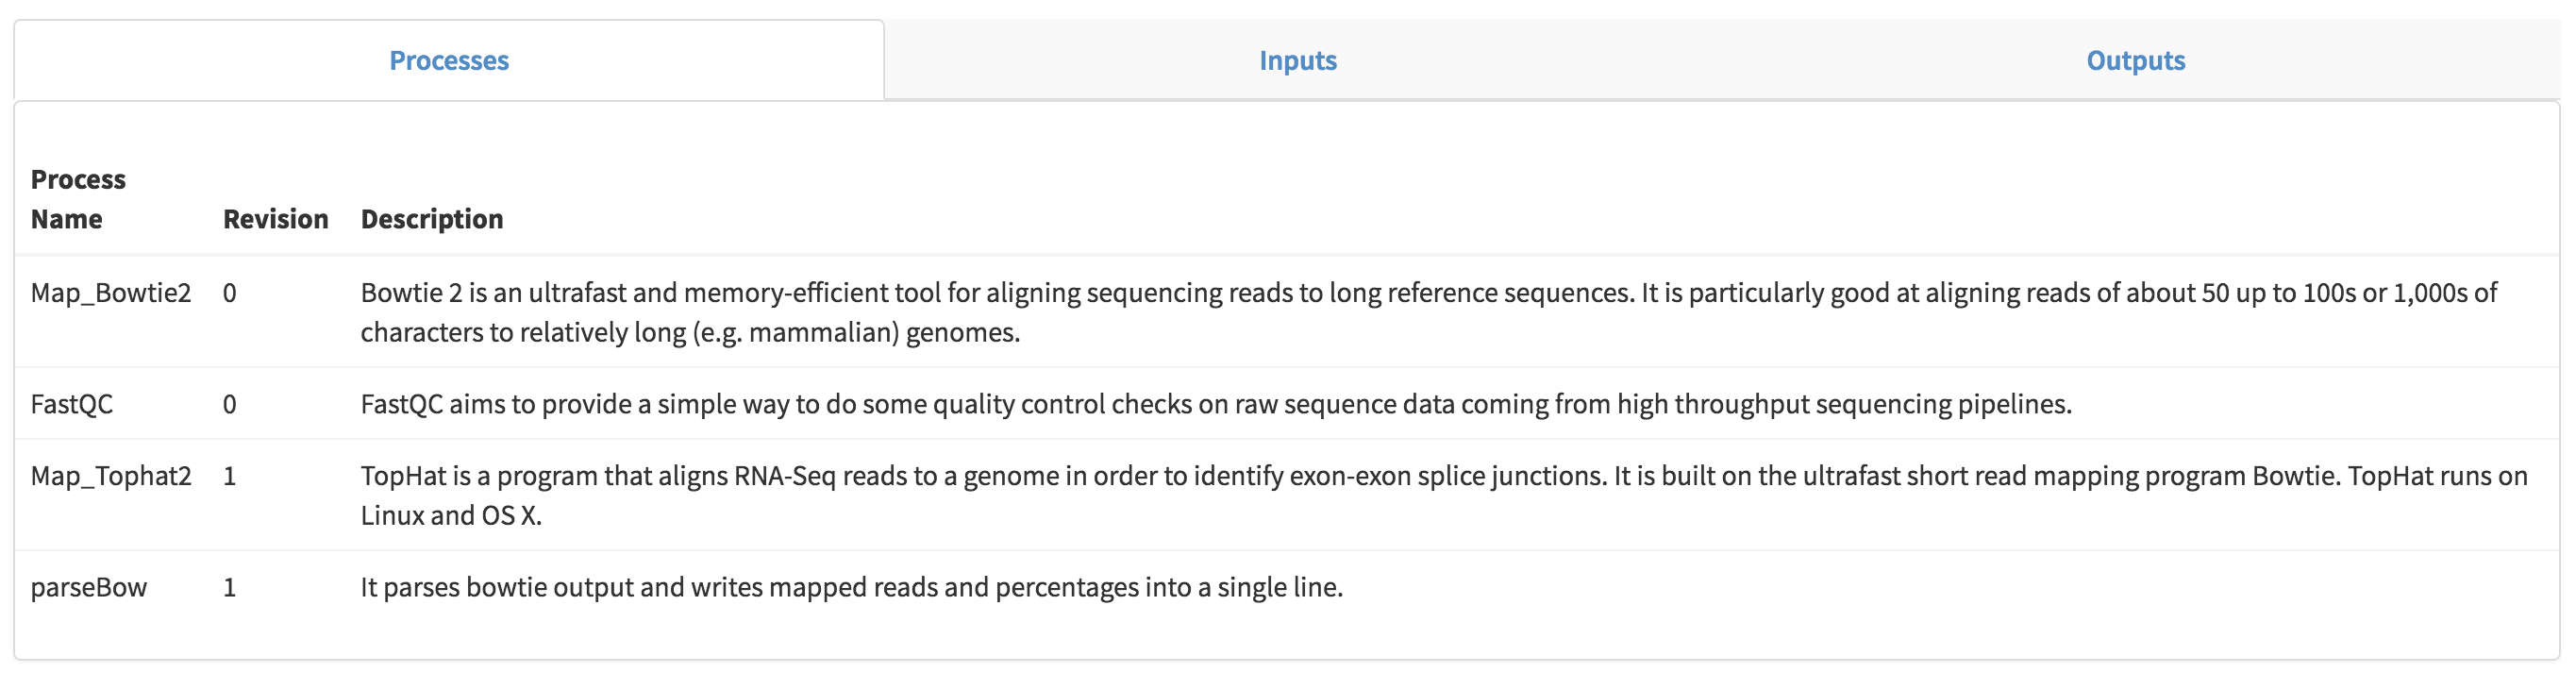 Processes Inputs Outputs
Process
Name Revision Description
Map_Bowtie2 0 Bowtie 2 is an ultrafast and memory-efficient tool for aligning sequencing reads to long reference sequences. It is particularly good at aligning reads of about 50 up to 100s or 1,000s of
characters to relatively long (e.g. mammalian) genomes.
FastQC 0 FastQC aims to provide a simple way to do some quality control checks on raw sequence data coming from high throughput sequencing pipelines.
Map_Tophat2 1 TopHat is a program that aligns RNA-Seq reads to a genome in order to identify exon-exon splice junctions. It is built on the ultrafast short read mapping program Bowtie. TopHat runs on
Linux and OS X.
parseBow 1 It parses bowtie output and writes mapped reads and percentages into a single line.